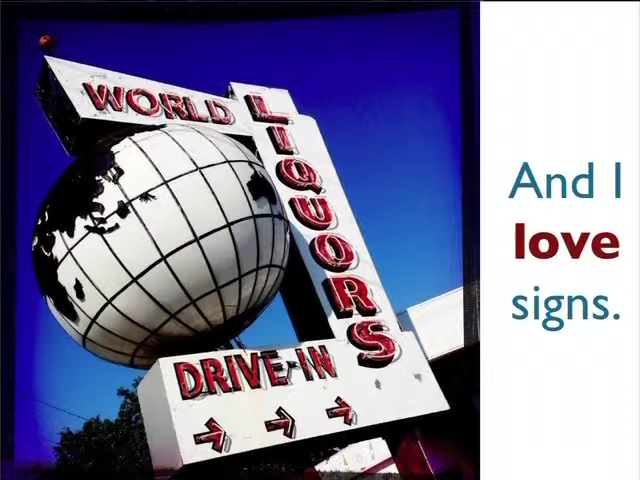 WORLD
LIQUORS
DRIVE-IN
And I
love
signs.